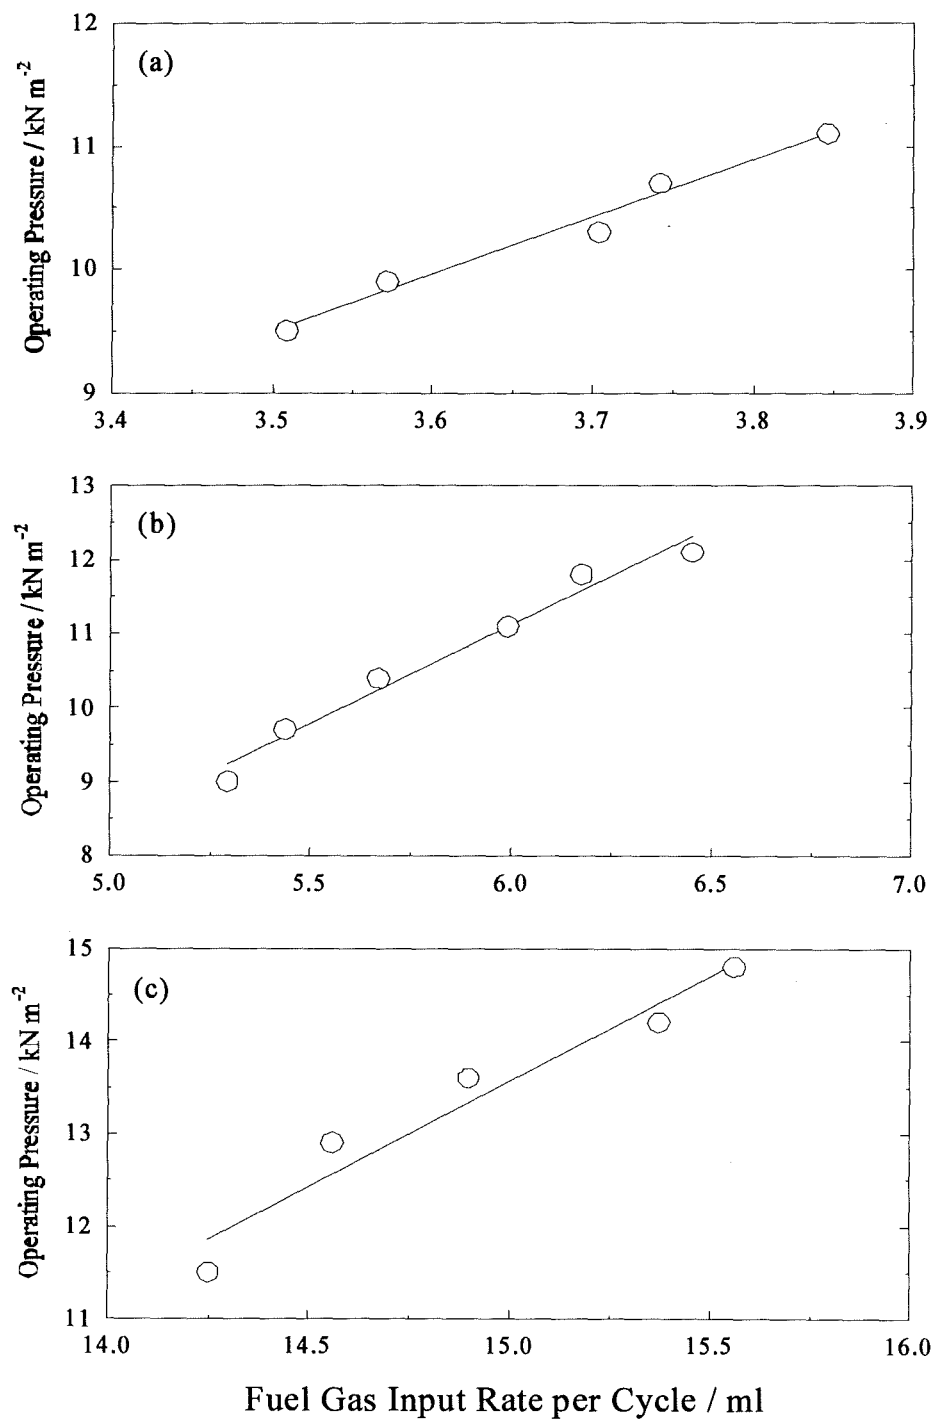 (a)
Operating Pressure / kN m⁻²
12
11
10
9
3.4 3.5 3.6 3.7 3.8 3.9
(b)
Operating Pressure / kN m⁻²
13
12
11
10
9
8
5.0 5.5 6.0 6.5 7.0
(c)
Operating Pressure / kN m⁻²
15
14
13
12
11
14.0 14.5 15.0 15.5 16.0
Fuel Gas Input Rate per Cycle / ml